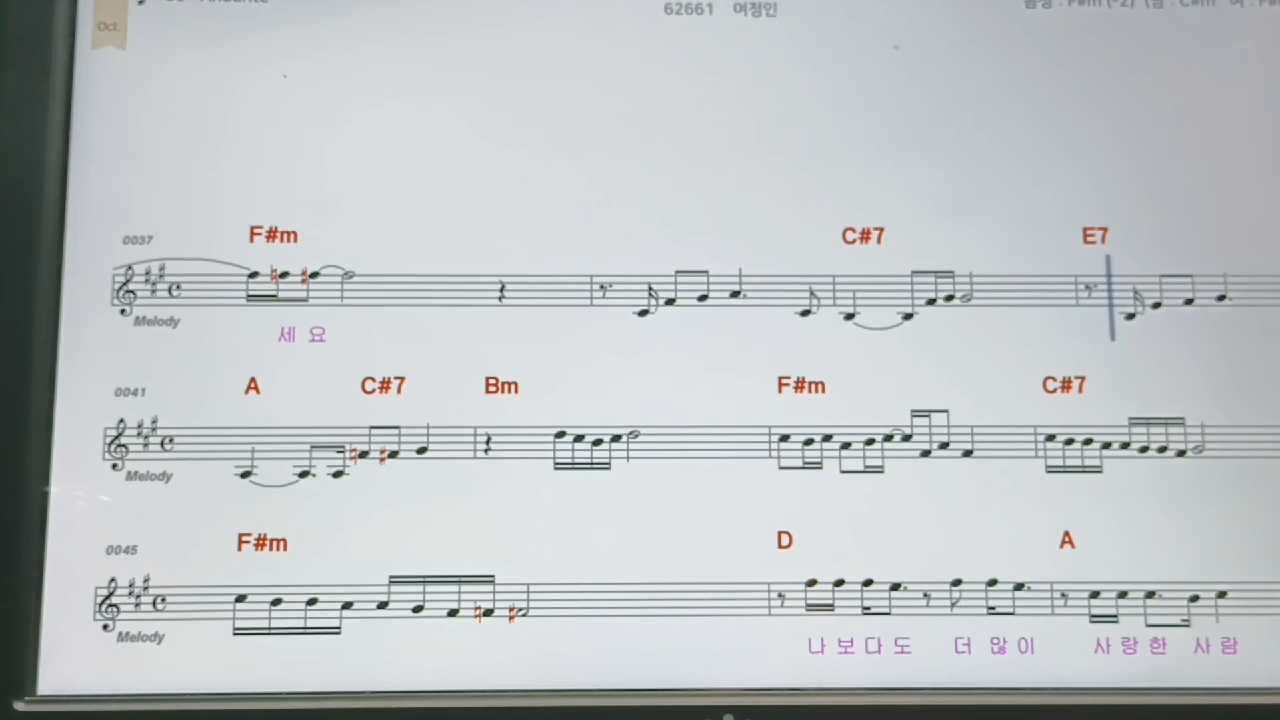 Oct.
62661 여정인
0037 F#m C#7 E7
Melody
세 요
0041 A C#7 Bm F#m C#7
Melody
0045 F#m D A
Melody
나 보 다 도 더 많 이 사 랑 한 사 람